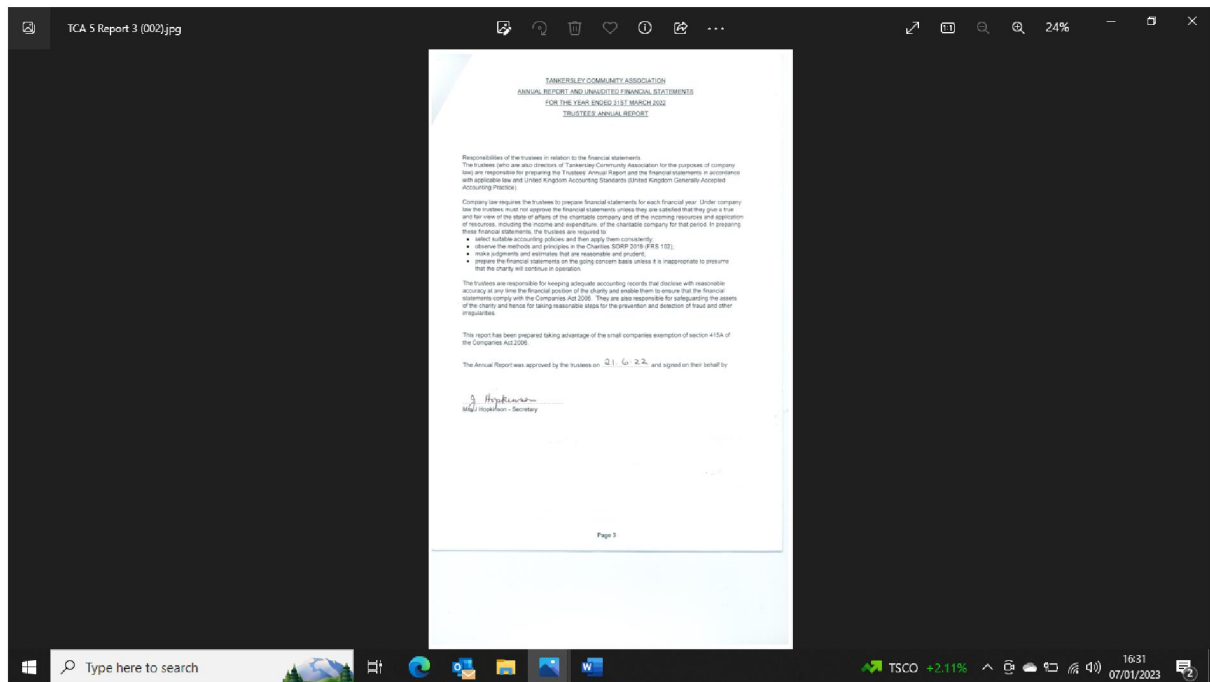 TCA 5 Report 3 (002).jpg
24%
TANKERSLEY COMMUNITY ASSOCIATION
ANNUAL REPORT AND UNAUDITED FINANCIAL STATEMENTS
FOR THE YEAR ENDED 31ST MARCH 2022
TRUSTEES' ANNUAL REPORT
Responsibilities of the trustees in relation to the financial statements
The trustees (who are also directors of Tankersley Community Association for the purposes of company
law) are responsible for preparing the Trustees' Annual Report and the financial statements in accordance
with applicable law and United Kingdom Accounting Standards (United Kingdom Generally Accepted
Accounting Practice).
Company law requires the trustees to prepare financial statements for each financial year. Under company
law the trustees must not approve the financial statements unless they are satisfied that they give a true
and fair view of the state of affairs of the charitable company and of the incoming resources and application
of resources, including the income and expenditure, of the charitable company for that period. In preparing
these financial statements, the trustees are required to
• select suitable accounting policies and then apply them consistently;
• observe the methods and principles in the Charities SORP 2019 (FRS 102);
• make judgments and estimates that are reasonable and prudent;
• prepare the financial statements on the going concern basis unless it is inappropriate to presume
that the charity will continue in operation.
The trustees are responsible for keeping adequate accounting records that disclose with reasonable
accuracy at any time the financial position of the charity and enable them to ensure that the financial
statements comply with the Companies Act 2006. They are also responsible for safeguarding the assets
of the charity and hence for taking reasonable steps for the prevention and detection of fraud and other
irregularities.
This report has been prepared taking advantage of the small companies exemption of section 415A of
the Companies Act 2006.
The Annual Report was approved by the trustees on 21.6.22 and signed on their behalf by
J Hopkinson
Hopkinson – Secretary
Page 3
Type here to search
TSCO +2.11%
16:31
07/01/2023
2